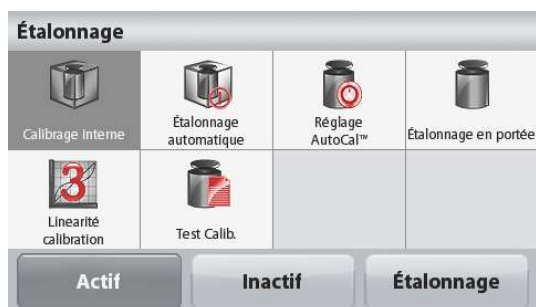 Étalonnage
Calibrage Interne
Étalonnage
automatique
Réglage
AutoCal™
Étalonnage en portée
3
Linearité
calibration
Test Calib.
Actif
Inactif
Étalonnage